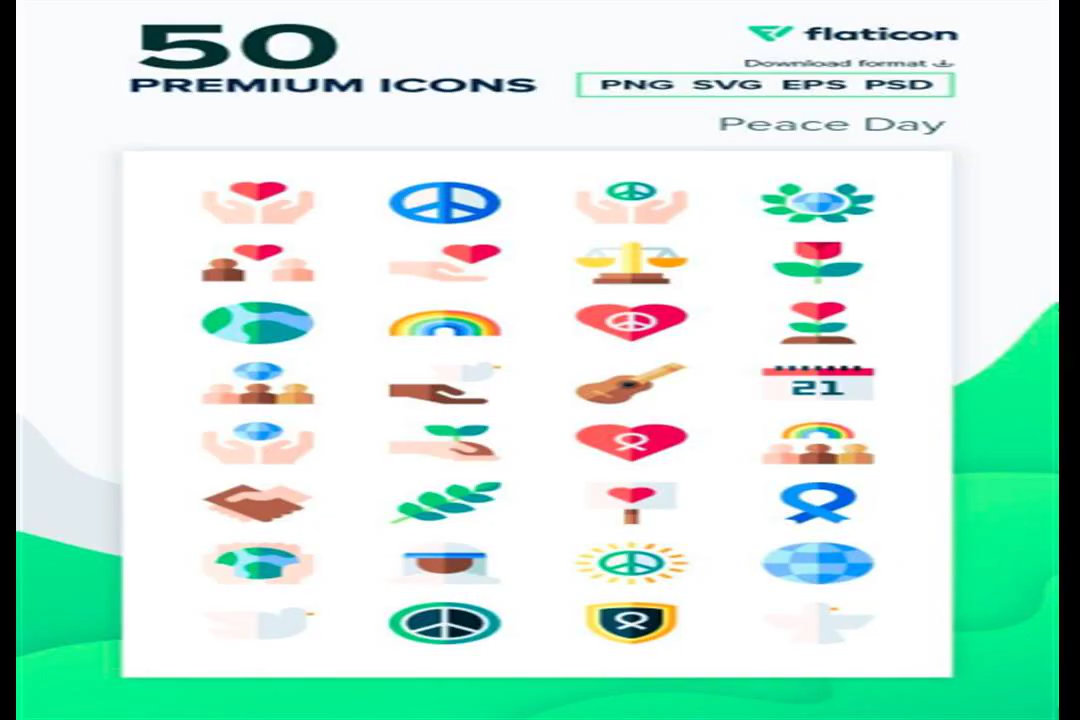 50
PREMIUM ICONS
flaticon
Download format
PNG SVG EPS PSD
Peace Day
21